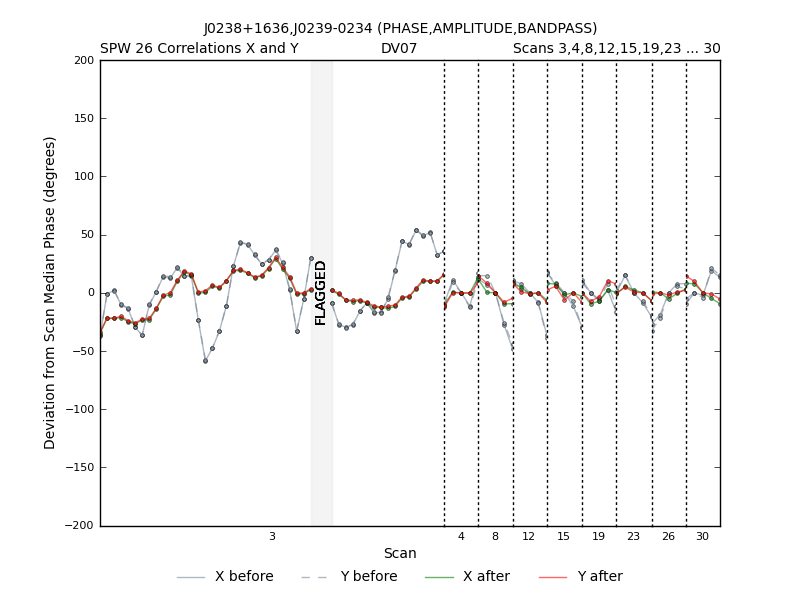 J0238+1636,J0239-0234 (PHASE,AMPLITUDE,BANDPASS)
SPW 26 Correlations X and Y DV07 Scans 3,4,8,12,15,19,23 ... 30
Deviation from Scan Median Phase (degrees)
200
150
100
50
0
−50
−100
−150
−200
FLAGGED
3 4 8 12 15 19 23 26 30
Scan
X before Y before X after Y after